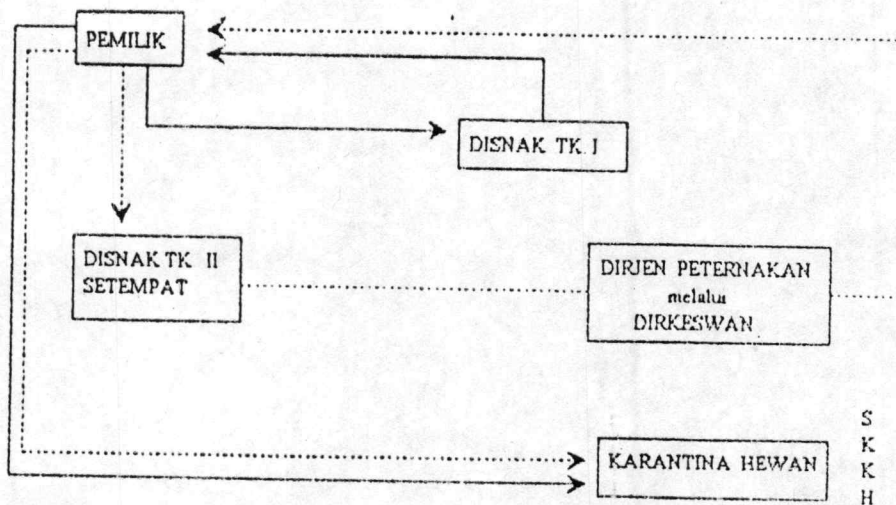 PEMILIK
DISNAK TK. I
DISNAK TK II
SETEMPAT
DIRJEN PETERNAKAN
melalui
DIRKESWAN
KARANTINA HEWAN
S
K
K
H